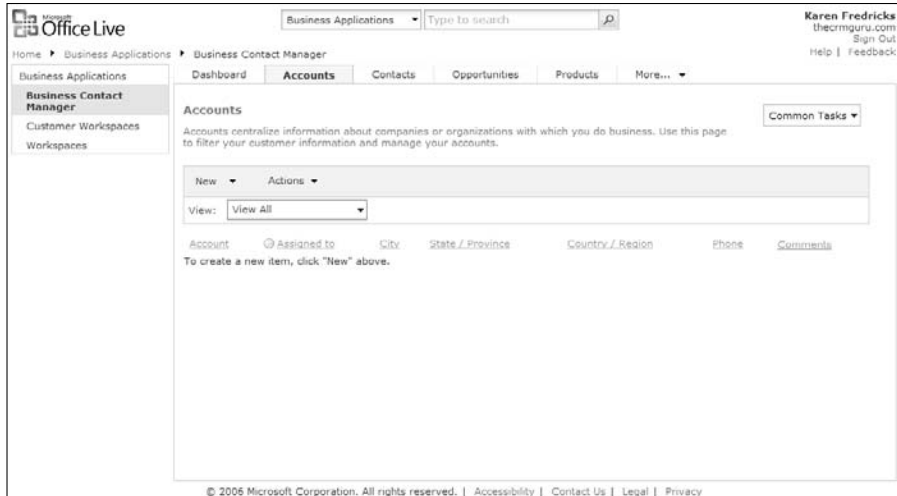 Microsoft
Office Live
Business Applications
Type to search
Karen Fredricks
thecrmguru.com
Sign Out
Help | Feedback
Home ▶ Business Applications ▶ Business Contact Manager
Business Applications
Business Contact
Manager
Customer Workspaces
Workspaces
Dashboard
Accounts
Contacts
Opportunities
Products
More...
Accounts
Common Tasks
Accounts centralize information about companies or organizations with which you do business. Use this page
to filter your customer information and manage your accounts.
New
Actions
View: View All
Account Assigned to City State / Province Country / Region Phone Comments
To create a new item, click "New" above.
© 2006 Microsoft Corporation. All rights reserved. | Accessibility | Contact Us | Legal | Privacy